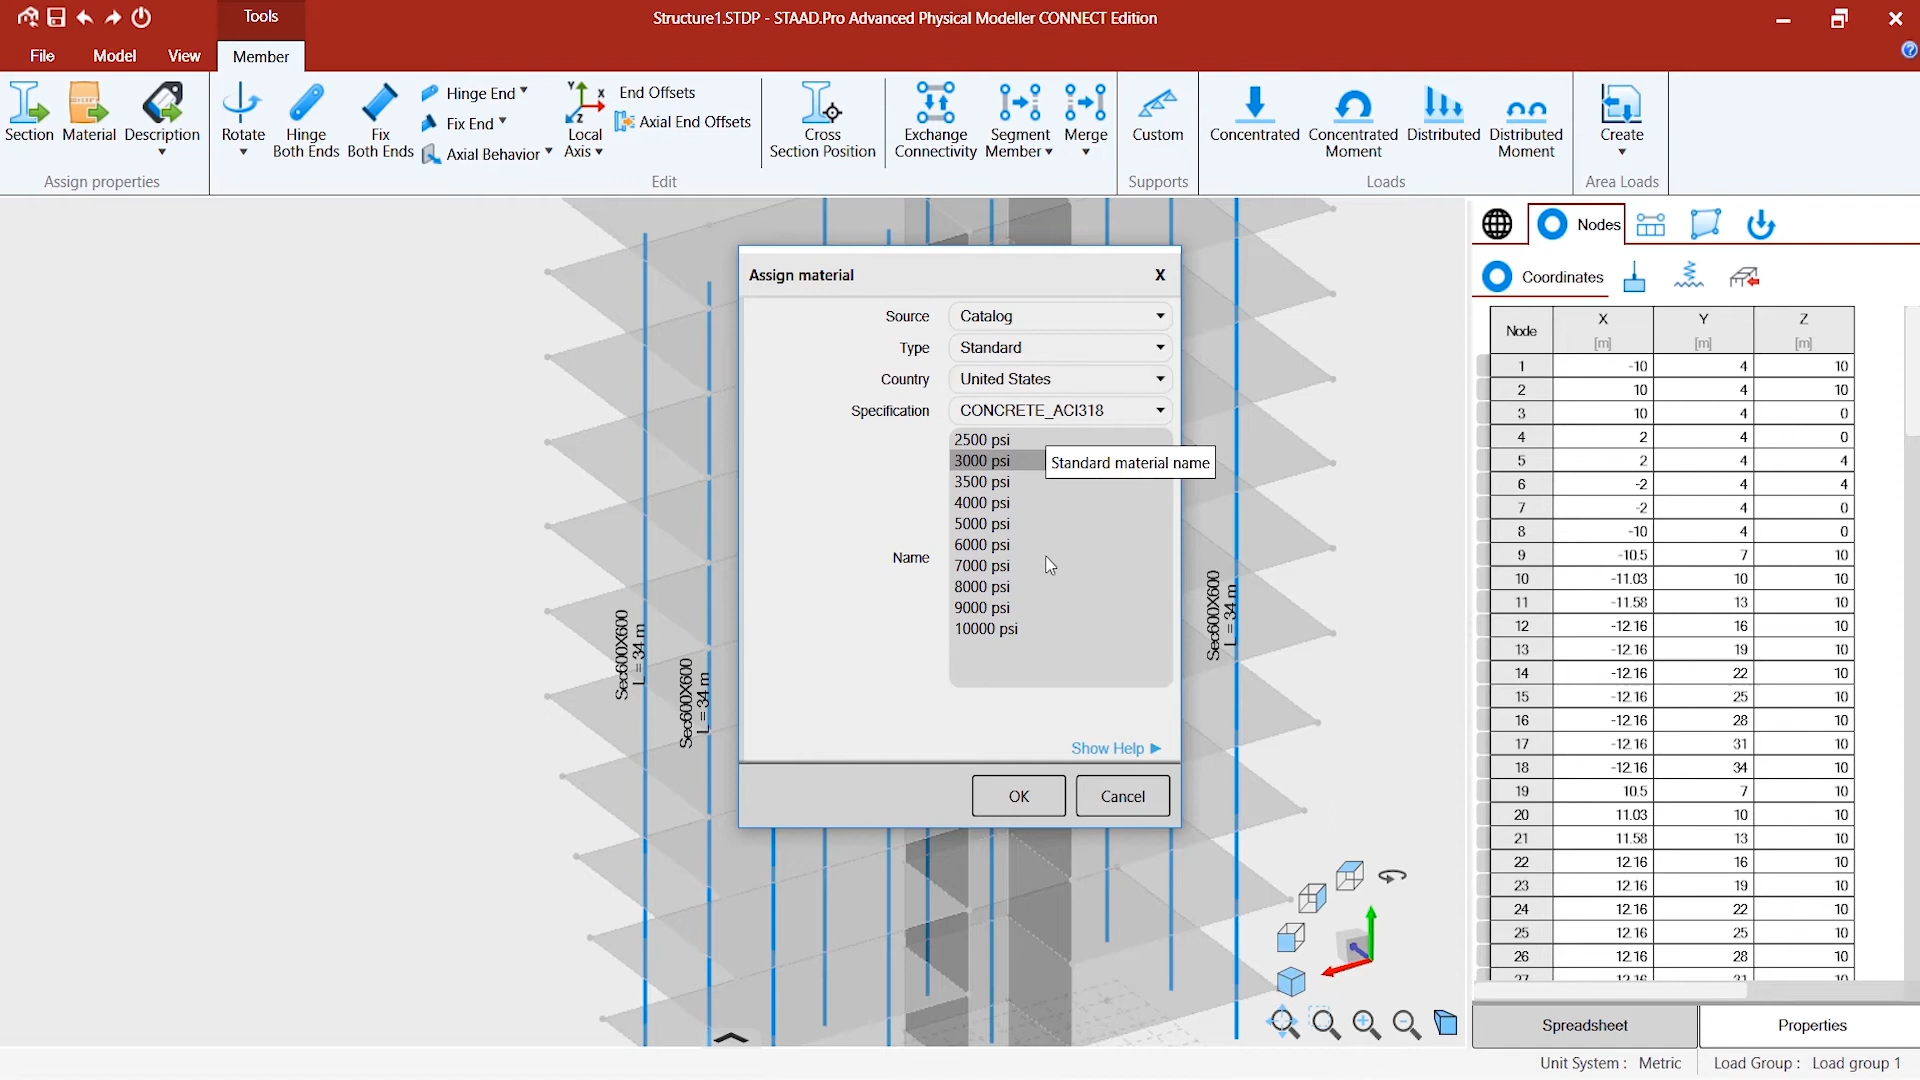 Tools
Structure1.STDP - STAAD.Pro Advanced Physical Modeller CONNECT Edition
File
Model
View
Member
Section
Material
Description
Assign properties
Rotate
Hinge
Both Ends
Fix
Both Ends
Hinge End
Fix End
Axial Behavior
Local
Axis
End Offsets
Axial End Offsets
Edit
Cross
Section Position
Exchange
Connectivity
Segment
Member
Merge
Custom
Supports
Concentrated
Concentrated
Moment
Distributed
Distributed
Moment
Loads
Create
Area Loads
Assign material
X
Source Catalog
Type Standard
Country United States
Specification CONCRETE_ACI318
Name
2500 psi
3000 psi
Standard material name
3500 psi
4000 psi
5000 psi
6000 psi
7000 psi
8000 psi
9000 psi
10000 psi
Show Help
OK
Cancel
Sec600X600
L = 34 m
Sec600X600
L = 34 m
Sec600X600
L = 34 m
Nodes
Coordinates
Node X [m] Y [m] Z [m]
1 -10 4 10
2 10 4 10
3 10 4 0
4 2 4 0
5 2 4 4
6 -2 4 4
7 -2 4 0
8 -10 4 0
9 -10.5 7 10
10 -11.03 10 10
11 -11.58 13 10
12 -12.16 16 10
13 -12.16 19 10
14 -12.16 22 10
15 -12.16 25 10
16 -12.16 28 10
17 -12.16 31 10
18 -12.16 34 10
19 10.5 7 10
20 11.03 10 10
21 11.58 13 10
22 12.16 16 10
23 12.16 19 10
24 12.16 22 10
25 12.16 25 10
26 12.16 28 10
27 12.16 31 10
Spreadsheet
Properties
Unit System : Metric
Load Group : Load group 1